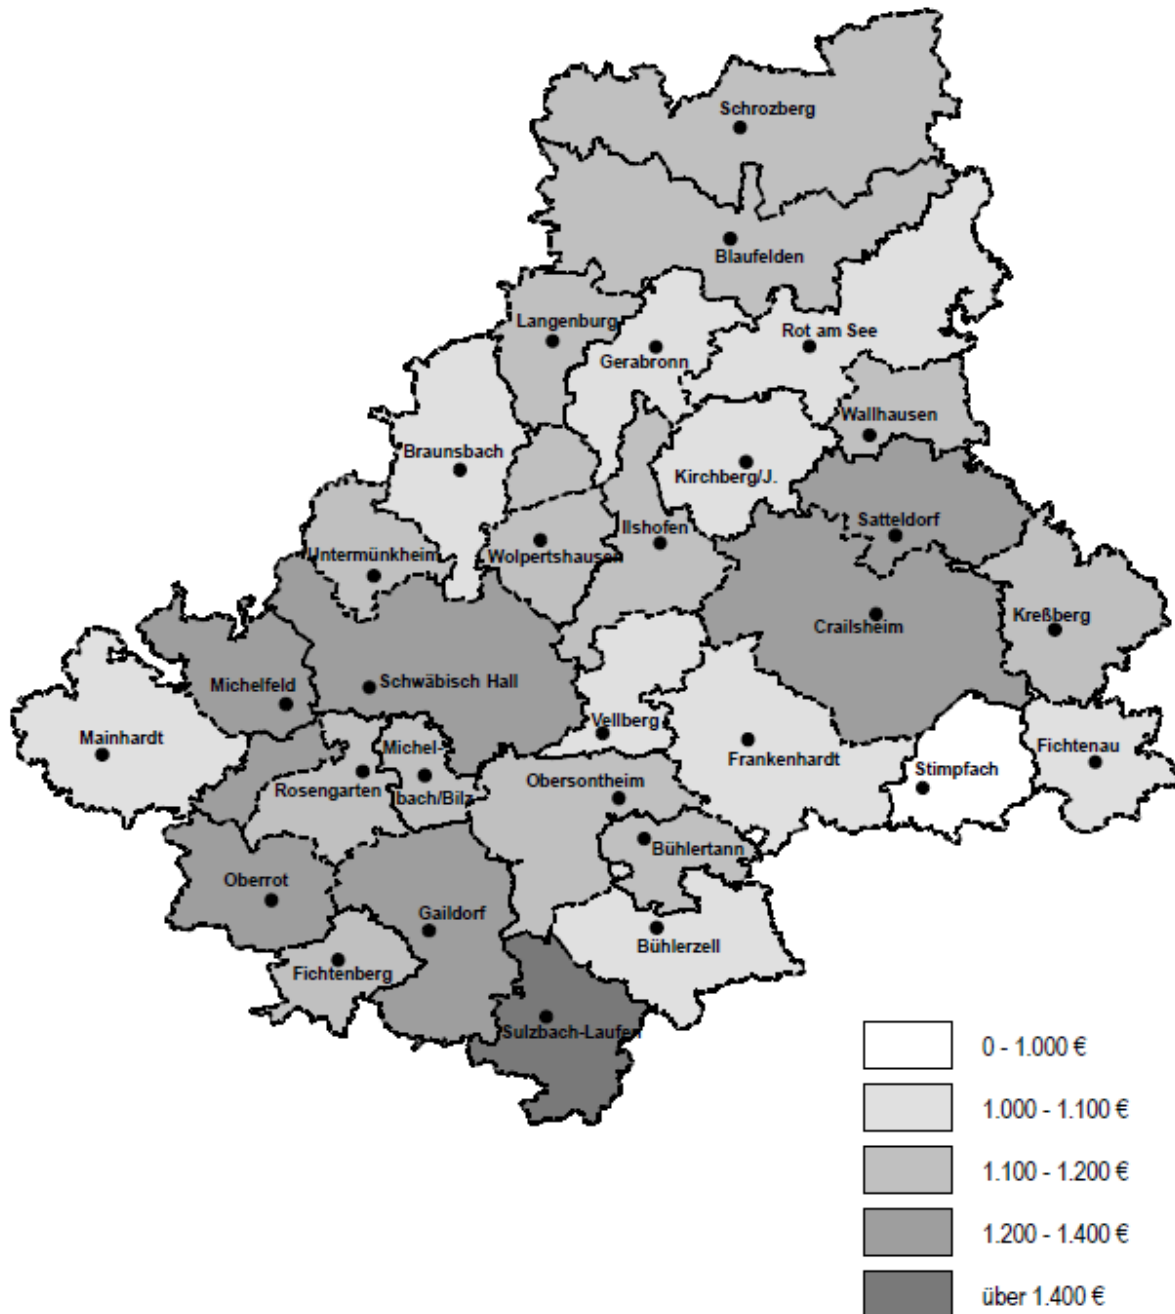 Schrozberg
Blaufelden
Langenburg
Rot am See
Gerabronn
Wallhausen
Braunsbach
Kirchberg/J.
Satteldorf
Ilshofen
Untermünkheim
Wolpertshausen
Kreßberg
Crailsheim
Michelfeld
Schwäbisch Hall
Vellberg
Mainhardt
Michel-
bach/Bilz
Frankenhardt
Fichtenau
Stimpfach
Obersontheim
Rosengarten
Bühlertann
Oberrot
Gaildorf
Bühlerzell
Fichtenberg
Sulzbach-Laufen
0 - 1.000 €
1.000 - 1.100 €
1.100 - 1.200 €
1.200 - 1.400 €
über 1.400 €